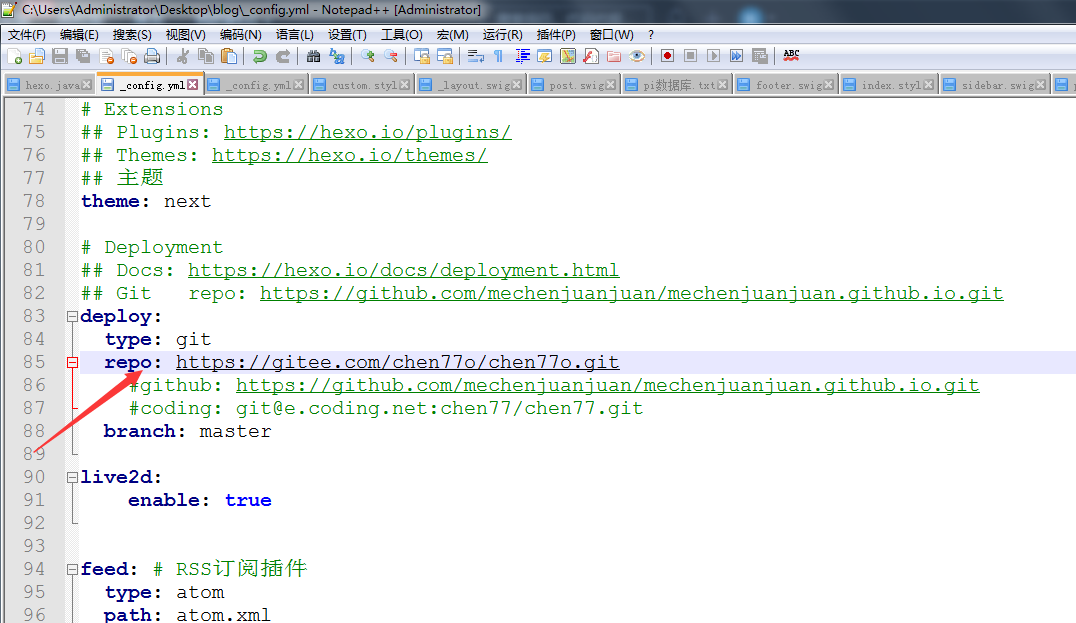 C:\Users\Administrator\Desktop\blog\_config.yml - Notepad++ [Administrator]
文件(F) 编辑(E) 搜索(S) 视图(V) 编码(N) 语言(L) 设置(T) 工具(O) 宏(M) 运行(R) 插件(P) 窗口(W) ?
ABC
hexo.java _config.yml _config.yml custom.styl _layout.swig post.swig pi数据库.txt footer.swig index.styl sidebar.swig
74 # Extensions
75 ## Plugins: https://hexo.io/plugins/
76 ## Themes: https://hexo.io/themes/
77 ## 主题
78 theme: next
79
80 # Deployment
81 ## Docs: https://hexo.io/docs/deployment.html
82 ## Git   repo: https://github.com/mechenjuanjuan/mechenjuanjuan.github.io.git
83 deploy:
84   type: git
85   repo: https://gitee.com/chen77o/chen77o.git
86     #github: https://github.com/mechenjuanjuan/mechenjuanjuan.github.io.git
87     #coding: git@e.coding.net:chen77/chen77.git
88   branch: master
89
90 live2d:
91     enable: true
92
93
94 feed: # RSS订阅插件
95   type: atom
96   path: atom.xml